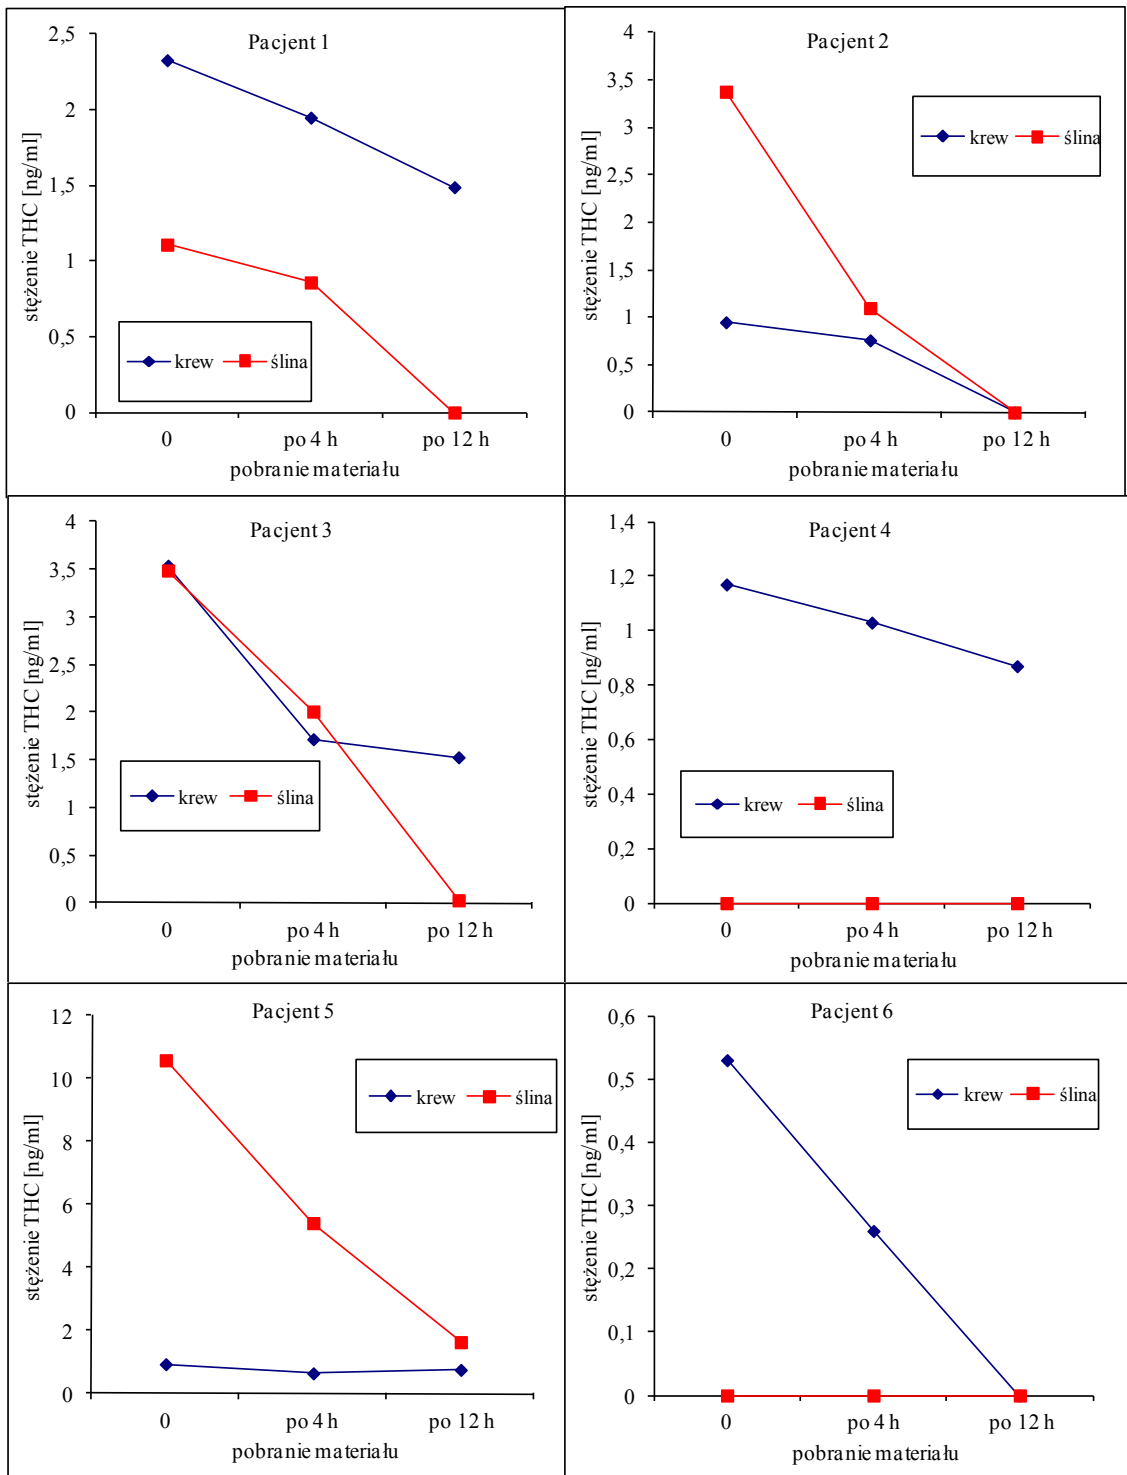 Pacjent 1
stężenie THC [ng/ml]
2,5
2
1,5
1
0,5
0
krew ślina
0 po 4 h po 12 h
pobranie materiału
Pacjent 2
stężenie THC [ng/ml]
4
3,5
3
2,5
2
1,5
1
0,5
0
krew ślina
0 po 4 h po 12 h
pobranie materiału
Pacjent 3
stężenie THC [ng/ml]
4
3,5
3
2,5
2
1,5
1
0,5
0
krew ślina
0 po 4 h po 12 h
pobranie materiału
Pacjent 4
stężenie THC [ng/ml]
1,4
1,2
1
0,8
0,6
0,4
0,2
0
krew ślina
0 po 4 h po 12 h
pobranie materiału
Pacjent 5
stężenie THC [ng/ml]
12
10
8
6
4
2
0
krew ślina
0 po 4 h po 12 h
pobranie materiału
Pacjent 6
stężenie THC [ng/ml]
0,6
0,5
0,4
0,3
0,2
0,1
0
krew ślina
0 po 4 h po 12 h
pobranie materiału